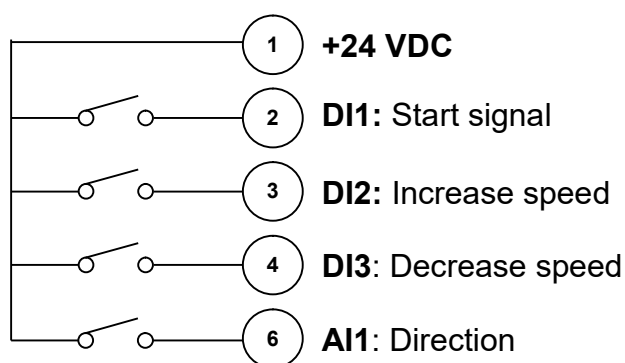 1 +24 VDC
2 DI1: Start signal
3 DI2: Increase speed
4 DI3: Decrease speed
6 AI1: Direction